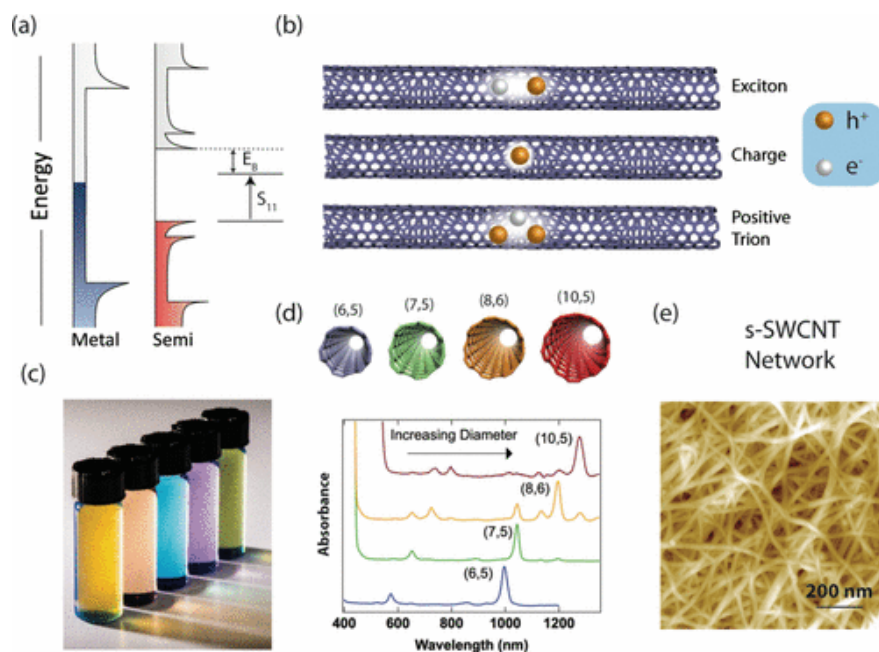 (a)
Energy
E_B
S_11
Metal Semi
(b)
Exciton
Charge
Positive
Trion
h⁺
e⁻
(c)
(d)
(6,5) (7,5) (8,6) (10,5)
Increasing Diameter
(10,5)
(8,6)
(7,5)
(6,5)
Absorbance
400 600 800 1000 1200
Wavelength (nm)
(e)
s-SWCNT
Network
200 nm